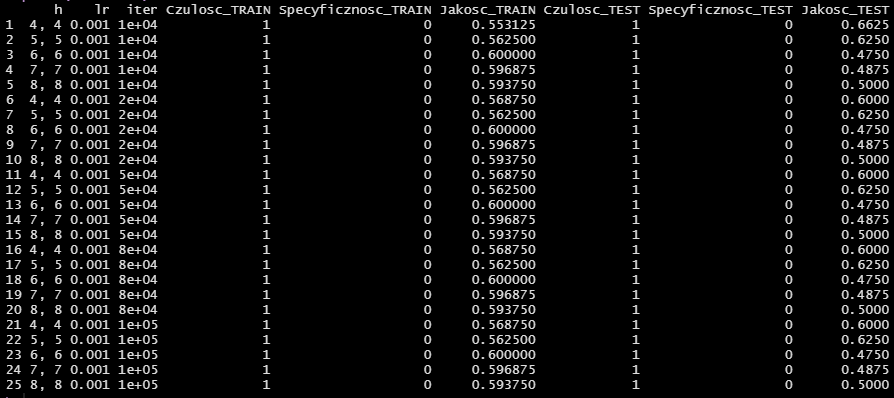 h lr iter Czulosc_TRAIN Specyficznosc_TRAIN Jakosc_TRAIN Czulosc_TEST Specyficznosc_TEST Jakosc_TEST
1 4, 4 0.001 1e+04 1 0 0.553125 1 0 0.6625
2 5, 5 0.001 1e+04 1 0 0.562500 1 0 0.6250
3 6, 6 0.001 1e+04 1 0 0.600000 1 0 0.4750
4 7, 7 0.001 1e+04 1 0 0.596875 1 0 0.4875
5 8, 8 0.001 1e+04 1 0 0.593750 1 0 0.5000
6 4, 4 0.001 2e+04 1 0 0.568750 1 0 0.6000
7 5, 5 0.001 2e+04 1 0 0.562500 1 0 0.6250
8 6, 6 0.001 2e+04 1 0 0.600000 1 0 0.4750
9 7, 7 0.001 2e+04 1 0 0.596875 1 0 0.4875
10 8, 8 0.001 2e+04 1 0 0.593750 1 0 0.5000
11 4, 4 0.001 5e+04 1 0 0.568750 1 0 0.6000
12 5, 5 0.001 5e+04 1 0 0.562500 1 0 0.6250
13 6, 6 0.001 5e+04 1 0 0.600000 1 0 0.4750
14 7, 7 0.001 5e+04 1 0 0.596875 1 0 0.4875
15 8, 8 0.001 5e+04 1 0 0.593750 1 0 0.5000
16 4, 4 0.001 8e+04 1 0 0.568750 1 0 0.6000
17 5, 5 0.001 8e+04 1 0 0.562500 1 0 0.6250
18 6, 6 0.001 8e+04 1 0 0.600000 1 0 0.4750
19 7, 7 0.001 8e+04 1 0 0.596875 1 0 0.4875
20 8, 8 0.001 8e+04 1 0 0.593750 1 0 0.5000
21 4, 4 0.001 1e+05 1 0 0.568750 1 0 0.6000
22 5, 5 0.001 1e+05 1 0 0.562500 1 0 0.6250
23 6, 6 0.001 1e+05 1 0 0.600000 1 0 0.4750
24 7, 7 0.001 1e+05 1 0 0.596875 1 0 0.4875
25 8, 8 0.001 1e+05 1 0 0.593750 1 0 0.5000